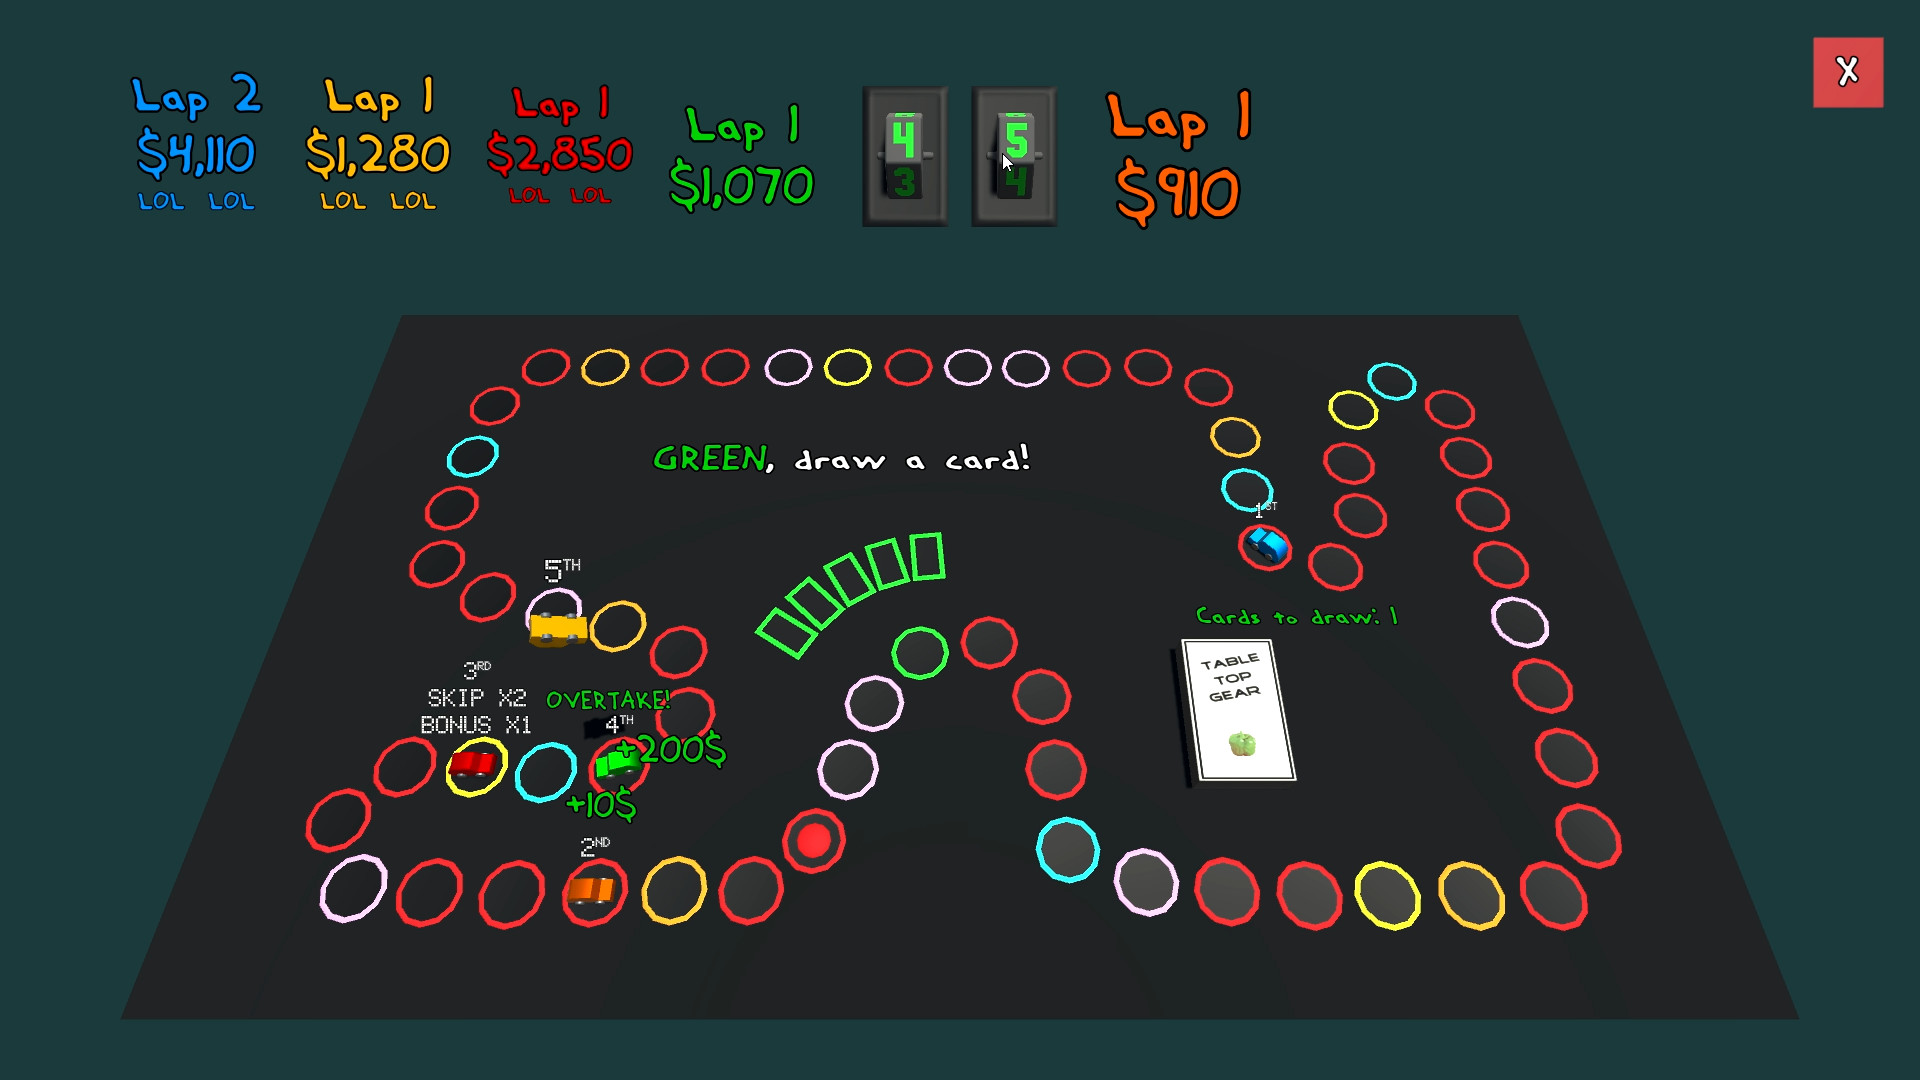 Lap 2
$4,110
LOL LOL
Lap 1
$1,280
LOL LOL
Lap 1
$2,850
LOL LOL
Lap 1
$1,070
4
3
5
4
Lap 1
$910
X
GREEN, draw a card!
1ST
5TH
Cards to draw: 1
TABLE
TOP
GEAR
3RD
SKIP X2
BONUS X1
OVERTAKE!
4TH
+200$
+10$
2ND